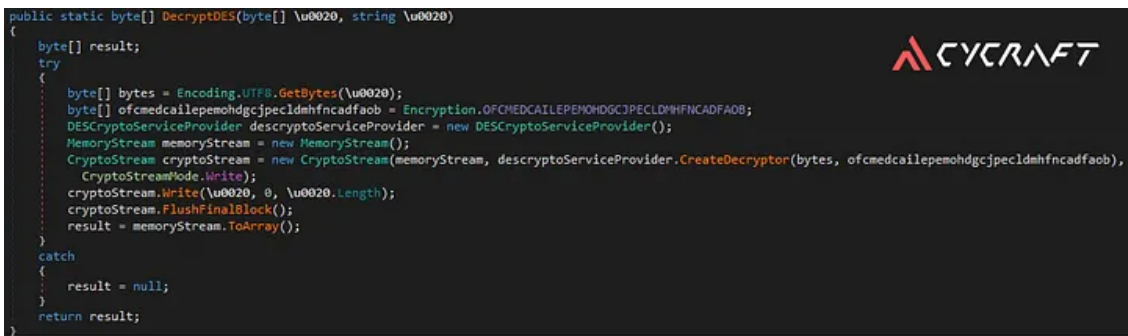 public static byte[] DecryptDES(byte[] \u0020, string \u0020)
{
byte[] result;
CYCRAFT
try
{
byte[] bytes = Encoding.UTF8.GetBytes(\u0020);
byte[] ofcmedcailepemohdgcjpecldmhfncadfaob = Encryption.OFCMEDCAILEPEMOHDGCJPECLDMHFNCADFAOB;
DESCryptoServiceProvider descryptoServiceProvider = new DESCryptoServiceProvider();
MemoryStream memoryStream = new MemoryStream();
CryptoStream cryptoStream = new CryptoStream(memoryStream, descryptoServiceProvider.CreateDecryptor(bytes, ofcmedcailepemohdgcjpecldmhfncadfaob),
CryptoStreamMode.Write);
cryptoStream.Write(\u0020, 0, \u0020.Length);
cryptoStream.FlushFinalBlock();
result = memoryStream.ToArray();
}
catch
{
result = null;
}
return result;
}